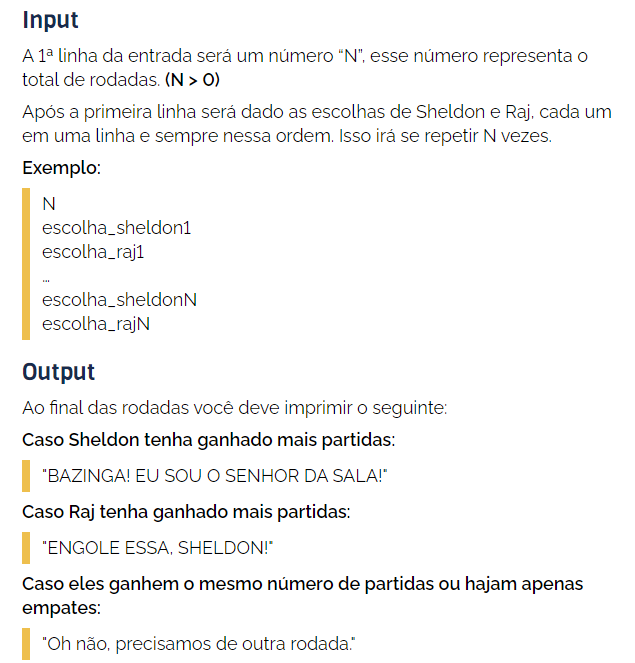 Input
A 1ª linha da entrada será um número “N”, esse número representa o
total de rodadas. (N > 0)
Após a primeira linha será dado as escolhas de Sheldon e Raj, cada um
em uma linha e sempre nessa ordem. Isso irá se repetir N vezes.
Exemplo:
N
escolha_sheldon1
escolha_raj1
…
escolha_sheldonN
escolha_rajN
Output
Ao final das rodadas você deve imprimir o seguinte:
Caso Sheldon tenha ganhado mais partidas:
"BAZINGA! EU SOU O SENHOR DA SALA!"
Caso Raj tenha ganhado mais partidas:
"ENGOLE ESSA, SHELDON!"
Caso eles ganhem o mesmo número de partidas ou hajam apenas
empates:
"Oh não, precisamos de outra rodada."